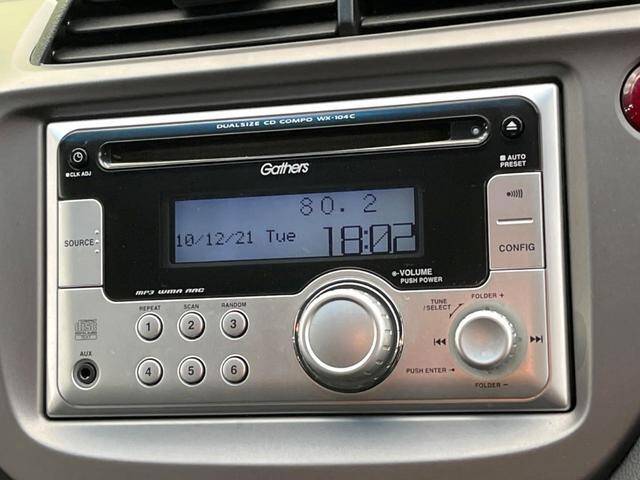 DUALSIZE CD COMPO WX-104C
CLK ADJ
Gathers
AUTO
PRESET
80.2
10/12/21 Tue 18:02
SOURCE
CONFIG
VOLUME
PUSH POWER
MP3 WMA AAC
REPEAT SCAN RANDOM
1 2 3
TUNE
/SELECT
FOLDER +
AUX
4 5 6
PUSH ENTER
FOLDER −